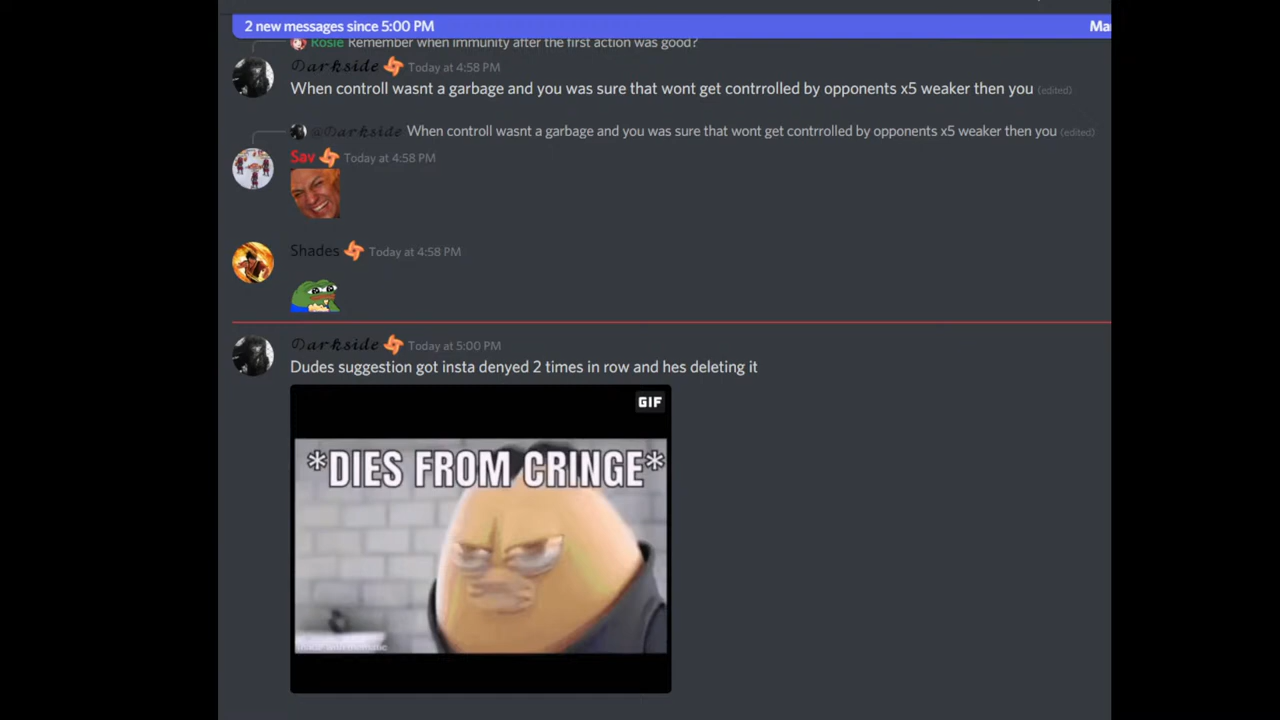 2 new messages since 5:00 PM
Mar
Rosie Remember when immunity after the first action was good?
Darkside Today at 4:58 PM
When controll wasnt a garbage and you was sure that wont get contrrolled by opponents x5 weaker then you (edited)
@Darkside When controll wasnt a garbage and you was sure that wont get contrrolled by opponents x5 weaker then you (edited)
Sav Today at 4:58 PM
Shades Today at 4:58 PM
Darkside Today at 5:00 PM
Dudes suggestion got insta denyed 2 times in row and hes deleting it
GIF
*DIES FROM CRINGE*